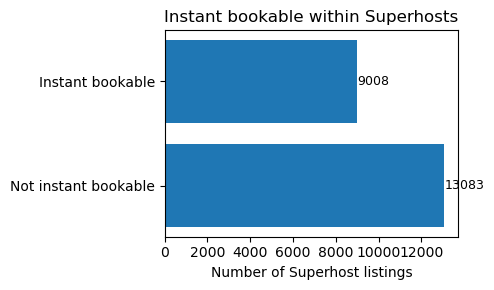 Instant bookable within Superhosts
Instant bookable
9008
Not instant bookable
13083
0 2000 4000 6000 8000 10000 12000
Number of Superhost listings